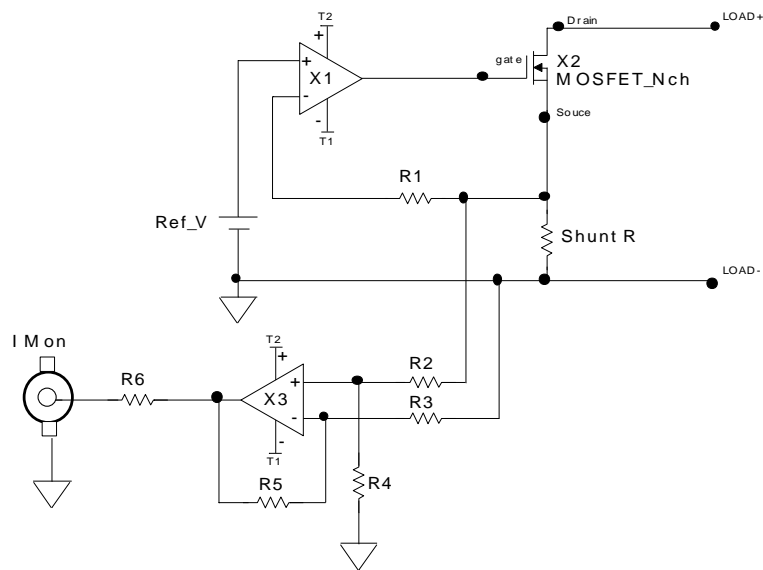 T2
Drain
LOAD+
+
gate
X2
+
X1
MOSFET_Nch
-
-
T1
Souce
R1
Ref_V
Shunt R
LOAD-
I Mon
T2
+
R2
R6
+
X3
R3
-
-
T1
R5
R4